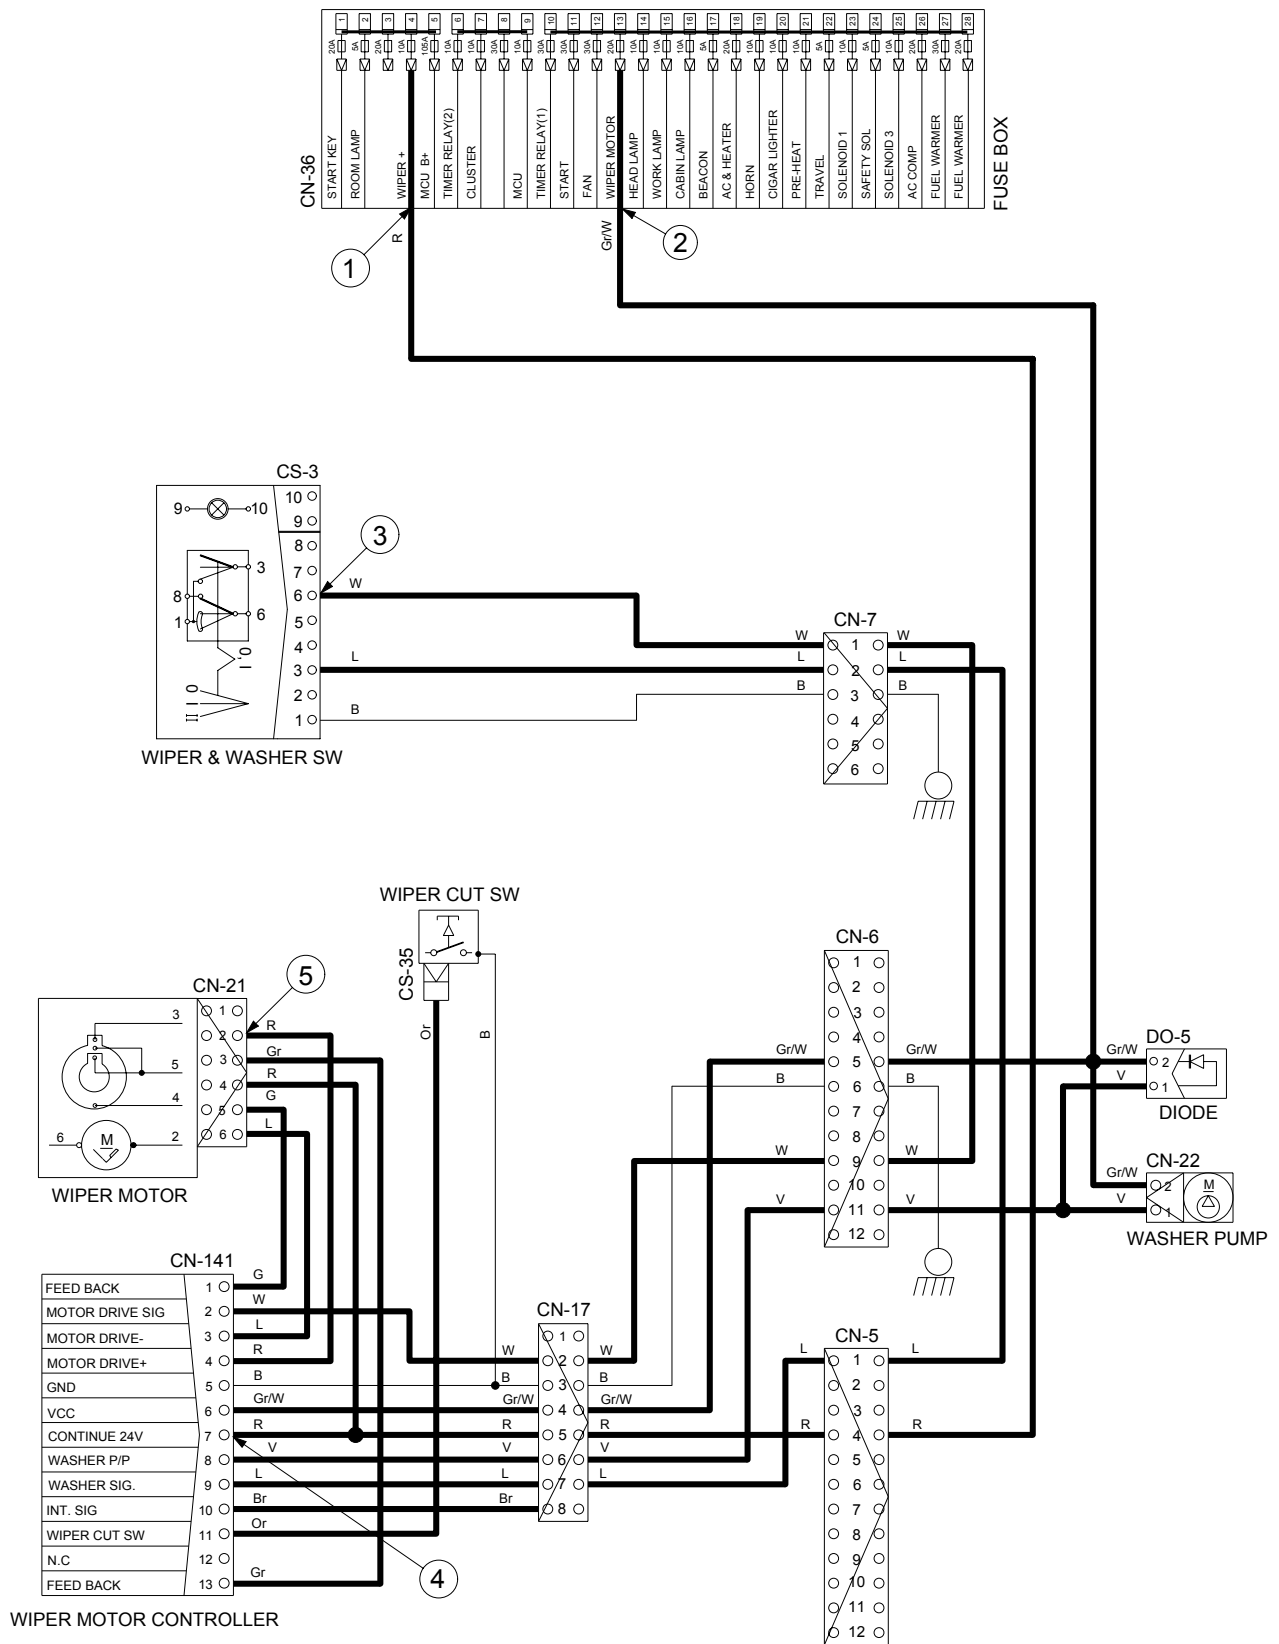 1 2 3 4 5 6 7 8 9 10 11 12 13 14 15 16 17 18 19 20 21 22 23 24 25 26 27 28
20A 5A 20A 10A 105A 10A 10A 30A 10A 30A 30A 30A 20A 10A 10A 10A 5A 20A 10A 10A 5A 10A 5A 10A 10A 10A 30A 20A
CN-36
START KEY
ROOM LAMP
WIPER +
MCU B+
TIMER RELAY(2)
CLUSTER
MCU
TIMER RELAY(1)
START
FAN
WIPER MOTOR
HEAD LAMP
WORK LAMP
CABIN LAMP
BEACON
AC & HEATER
HORN
CIGAR LIGHTER
PRE-HEAT
TRAVEL
SOLENOID 1
SAFETY SOL
SOLENOID 3
AC COMP
FUEL WARMER
FUEL WARMER
FUSE BOX
R
Gr/W
1
2
CS-3
9 10
3
8
6
1
0,1
II I 0
10
9
8
7
6 W
5
4
3 L
2
1 B
3
WIPER & WASHER SW
CN-7
W 1 W
L 2 L
B 3 B
4
5
6
WIPER CUT SW
CS-35
Or
B
CN-21
5
3
5
4
6 M 2
1
2 R
3 Gr
4 R
5 G
6 L
WIPER MOTOR
CN-6
1
2
3
4
Gr/W 5 Gr/W
B 6 B
7
8
W 9 W
10
V 11 V
12
DO-5
Gr/W 2
V 1
DIODE
CN-22
Gr/W 2
V 1
M
WASHER PUMP
CN-141
FEED BACK 1 G
MOTOR DRIVE SIG 2 W
MOTOR DRIVE- 3 L
MOTOR DRIVE+ 4 R
GND 5 B
VCC 6 Gr/W
CONTINUE 24V 7 R
WASHER P/P 8 V
WASHER SIG. 9 L
INT. SIG 10 Br
WIPER CUT SW 11 Or
N.C 12
FEED BACK 13 Gr
4
WIPER MOTOR CONTROLLER
CN-17
1
W 2 W
B 3 B
Gr/W 4 Gr/W
R 5 R
V 6 V
L 7 L
Br 8
CN-5
L 1 L
2
3
R 4 R
5
6
7
8
9
10
11
12